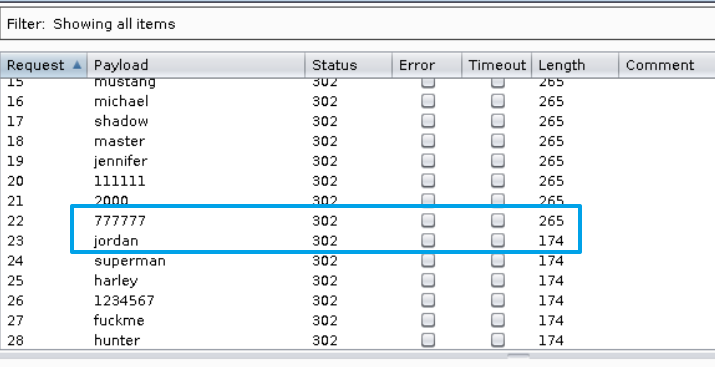 Filter: Showing all items
Request Payload Status Error Timeout Length Comment
15 mustang 302 265
16 michael 302 265
17 shadow 302 265
18 master 302 265
19 jennifer 302 265
20 111111 302 265
21 2000 302 265
22 777777 302 265
23 jordan 302 174
24 superman 302 174
25 harley 302 174
26 1234567 302 174
27 fuckme 302 174
28 hunter 302 174